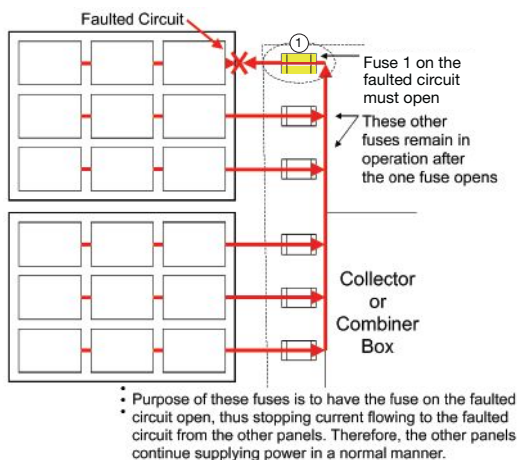 Faulted Circuit
1
Fuse 1 on the
faulted circuit
must open
These other
fuses remain in
operation after
the one fuse opens
Collector
or
Combiner
Box
• Purpose of these fuses is to have the fuse on the faulted
circuit open, thus stopping current flowing to the faulted
circuit from the other panels. Therefore, the other panels
continue supplying power in a normal manner.